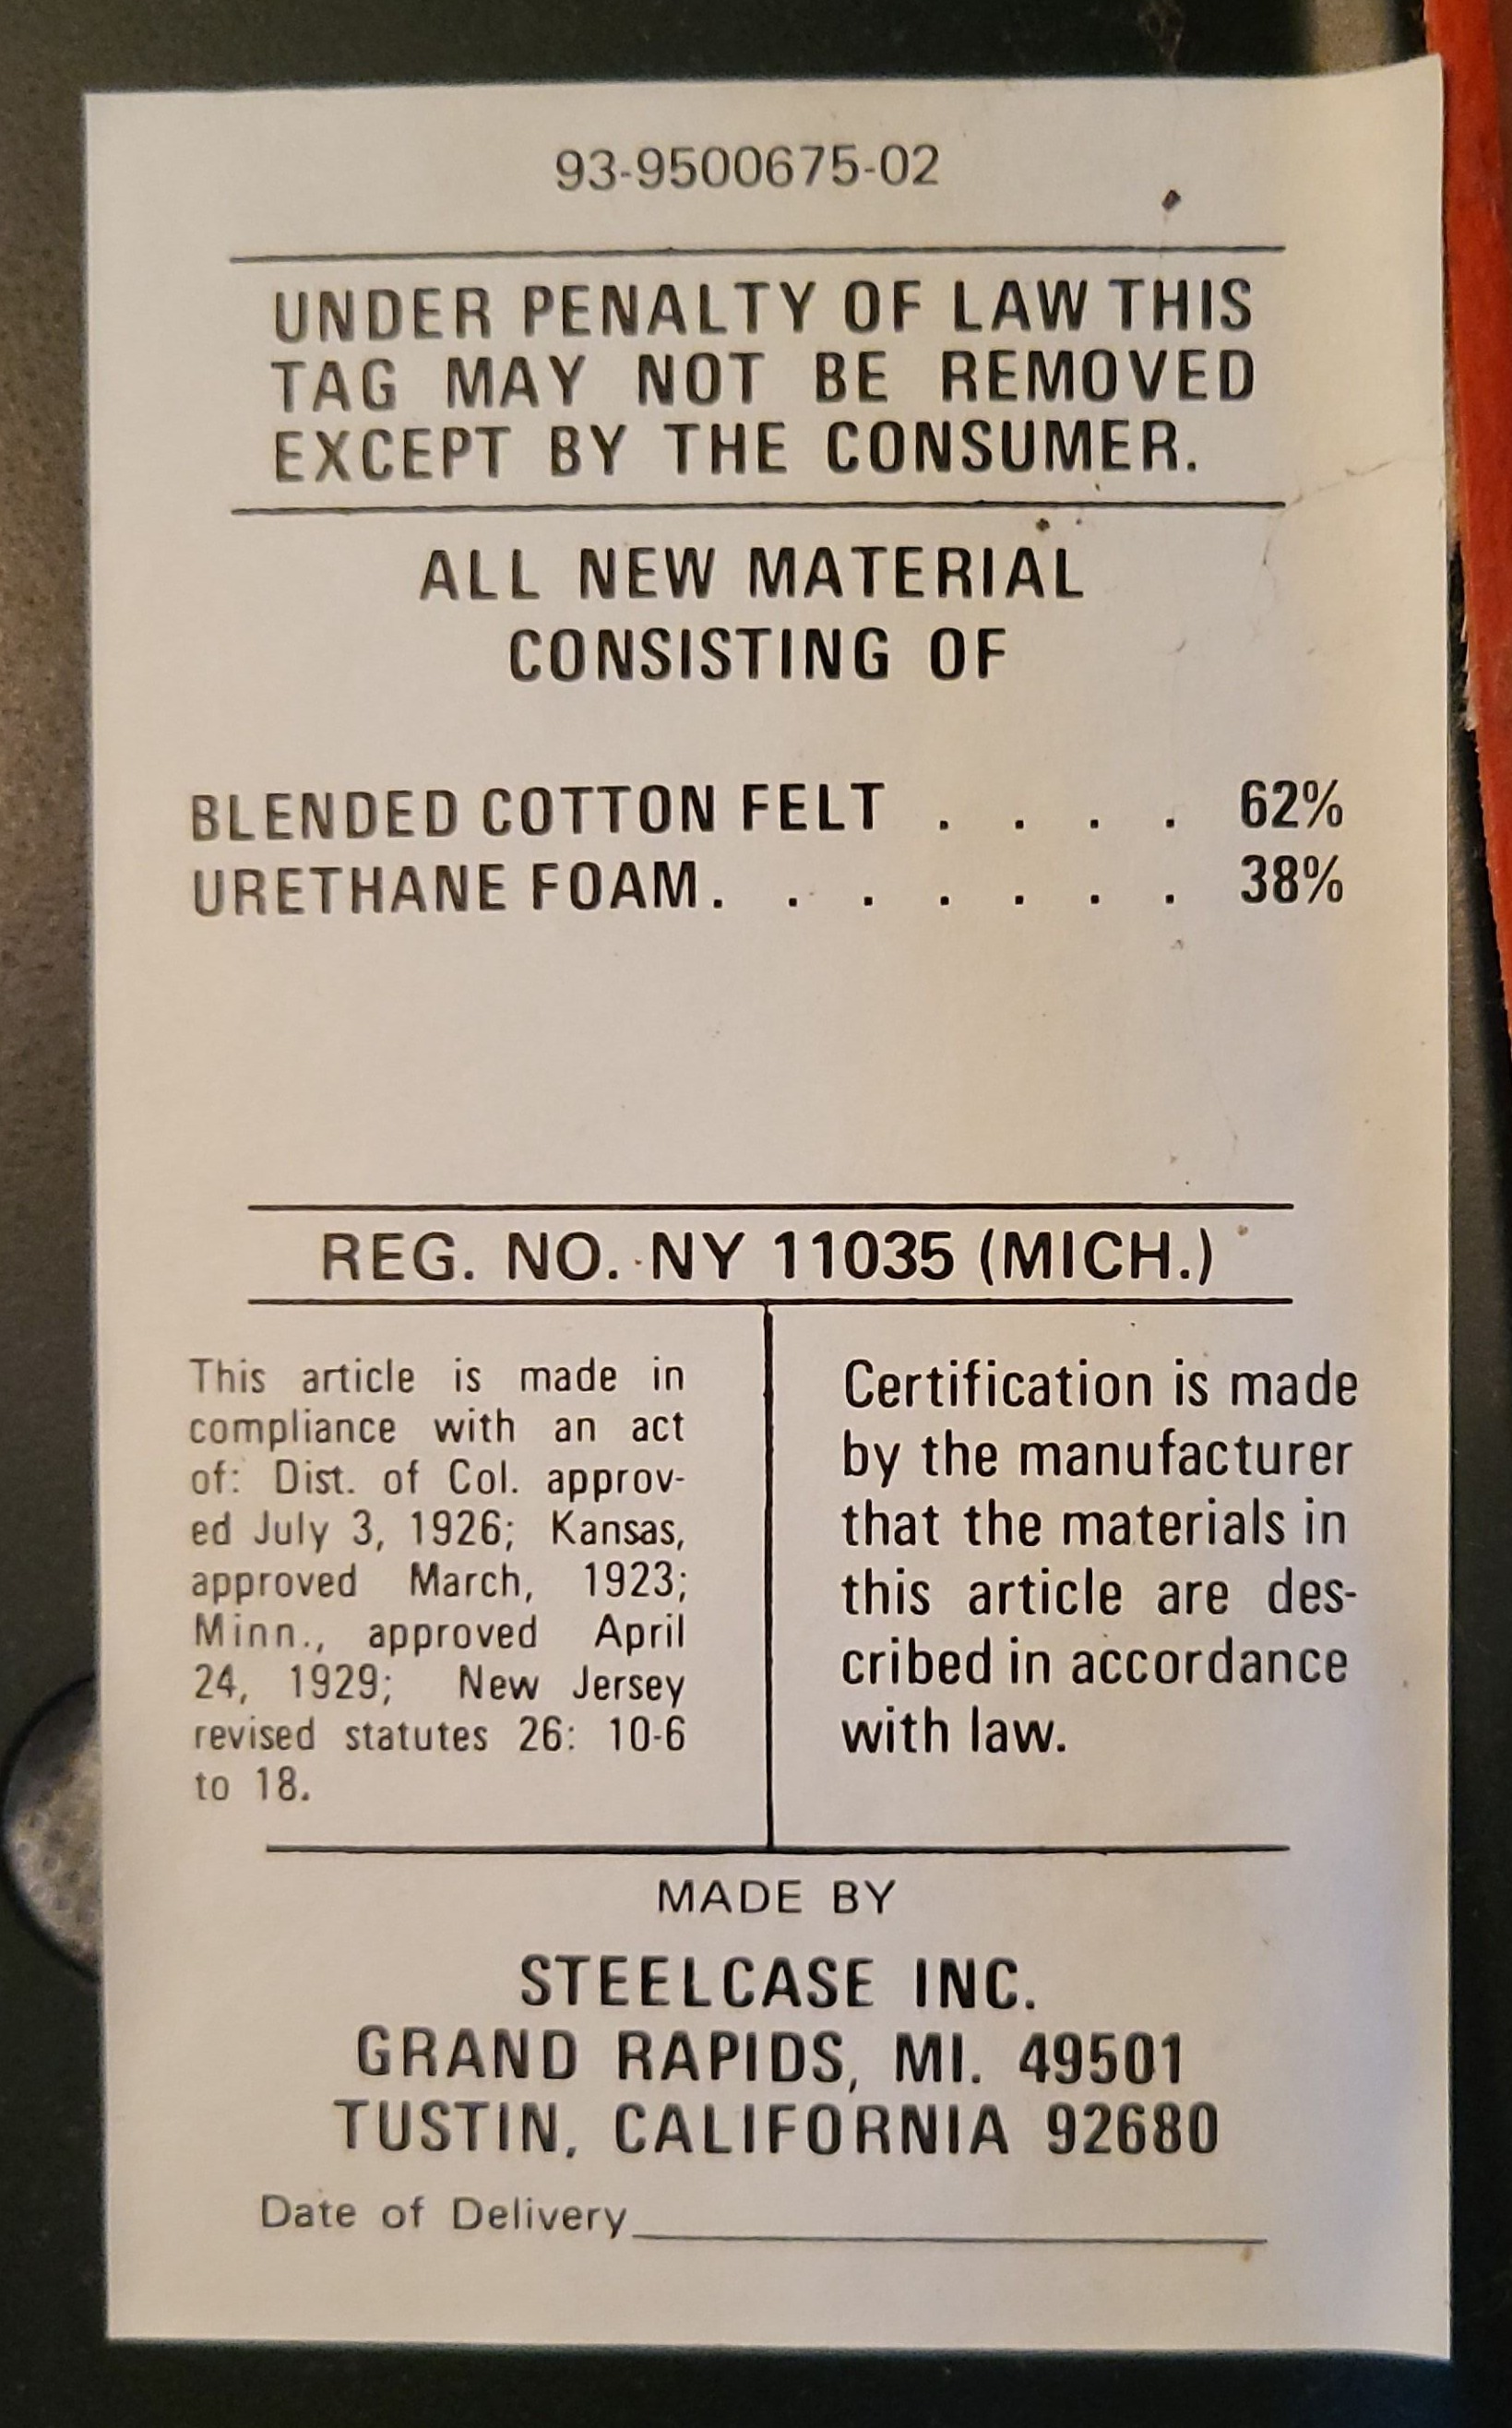 93-9500675-02
UNDER PENALTY OF LAW THIS
TAG MAY NOT BE REMOVED
EXCEPT BY THE CONSUMER.
ALL NEW MATERIAL
CONSISTING OF
BLENDED COTTON FELT . . . . 62%
URETHANE FOAM. . . . . . . 38%
REG. NO. NY 11035 (MICH.)
This article is made in
compliance with an act
of: Dist. of Col. approv-
ed July 3, 1926; Kansas,
approved March, 1923;
Minn., approved April
24, 1929; New Jersey
revised statutes 26: 10-6
to 18.
Certification is made
by the manufacturer
that the materials in
this article are des-
cribed in accordance
with law.
MADE BY
STEELCASE INC.
GRAND RAPIDS, MI. 49501
TUSTIN, CALIFORNIA 92680
Date of Delivery